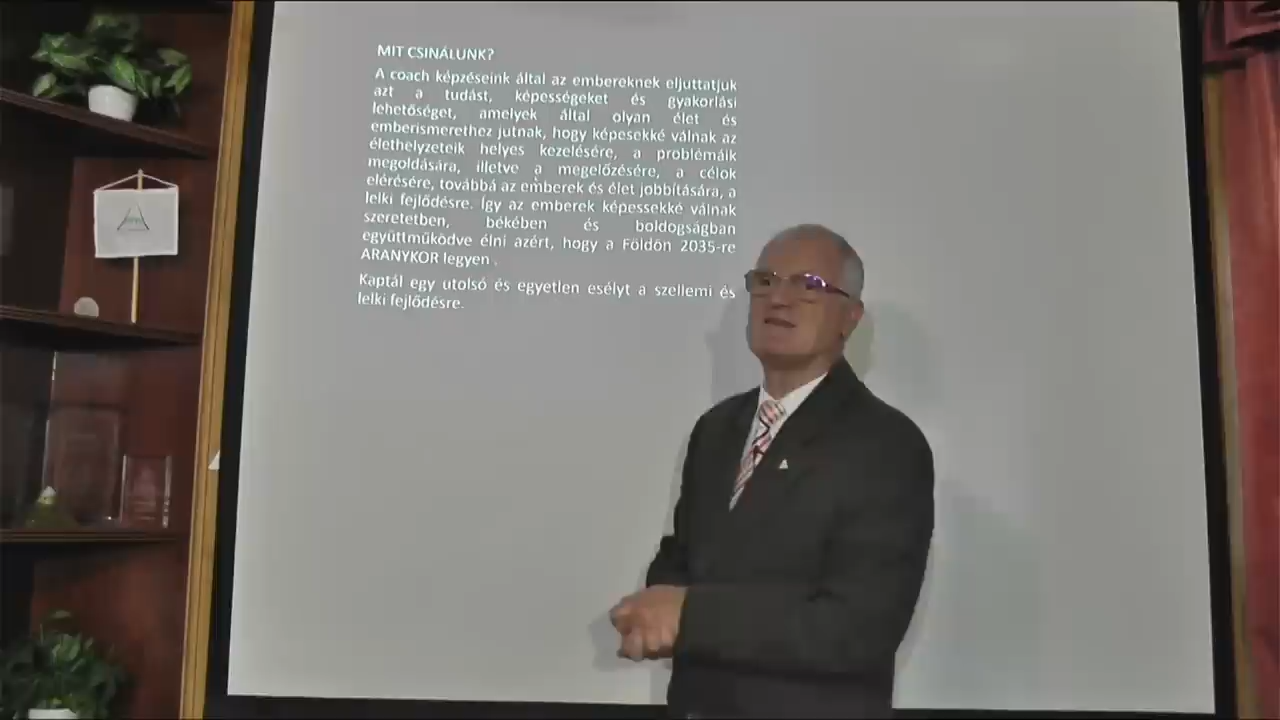 MIT CSINÁLUNK?
A coach képzéseink által az embereknek eljuttatjuk
azt a tudást, képességeket és gyakorlási
lehetőséget, amelyek által olyan élet és
emberismerethez jutnak, hogy képesekké válnak az
élethelyzeteik helyes kezelésére, a problémáik
megoldására, illetve a megelőzésére, a célok
elérésére, továbbá az emberek és élet jobbítására, a
lelki fejlődésre. Így az emberek képessekké válnak
szeretetben, békében és boldogságban
együttműködve élni azért, hogy a Földön 2035-re
ARANYKOR legyen .
Kaptál egy utolsó és egyetlen esélyt a szellemi és
lelki fejlődésre.